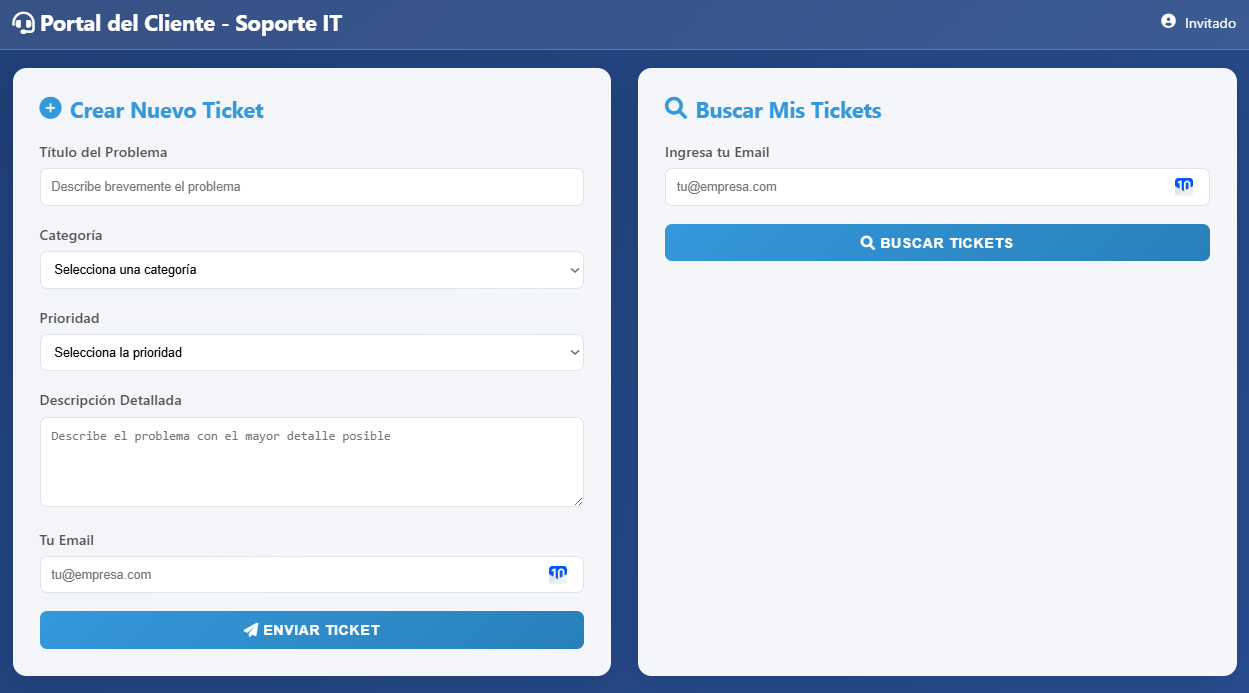 Portal del Cliente - Soporte IT
Invitado
Crear Nuevo Ticket
Título del Problema
Describe brevemente el problema
Categoría
Selecciona una categoría
Prioridad
Selecciona la prioridad
Descripción Detallada
Describe el problema con el mayor detalle posible
Tu Email
tu@empresa.com
10
ENVIAR TICKET
Buscar Mis Tickets
Ingresa tu Email
tu@empresa.com
10
BUSCAR TICKETS